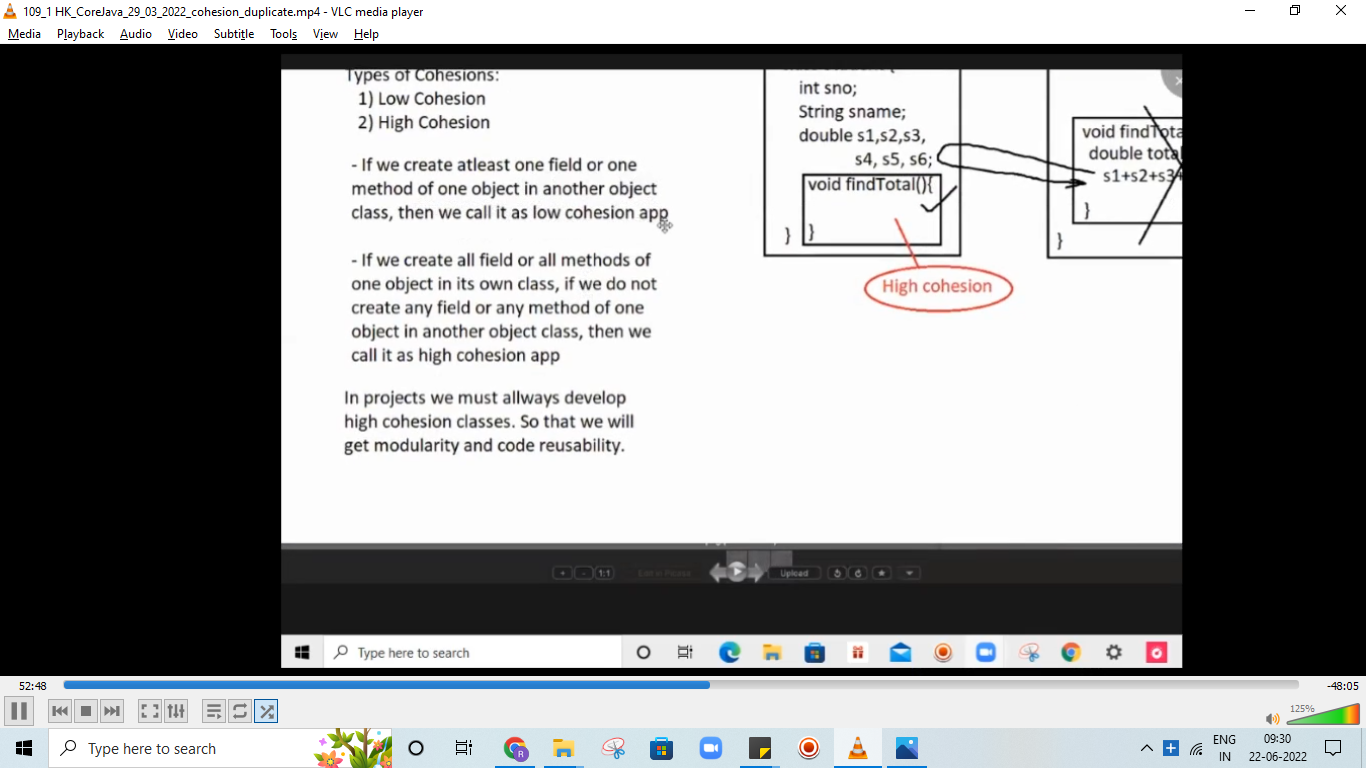 109_1 HK_CoreJava_29_03_2022_cohesion_duplicate.mp4 - VLC media player
Media Playback Audio Video Subtitle Tools View Help
Types of Cohesions:
1) Low Cohesion
2) High Cohesion
- If we create atleast one field or one
method of one object in another object
class, then we call it as low cohesion app
- If we create all field or all methods of
one object in its own class, if we do not
create any field or any method of one
object in another object class, then we
call it as high cohesion app
In projects we must allways develop
high cohesion classes. So that we will
get modularity and code reusability.
int sno;
String sname;
double s1,s2,s3,
s4, s5, s6;
void findTotal(){
}
}
High cohesion
void findTota
double total
s1+s2+s3+
}
}
1:1
Upload
Type here to search
52:48
-48:05
125%
Type here to search
ENG
IN
09:30
22-06-2022